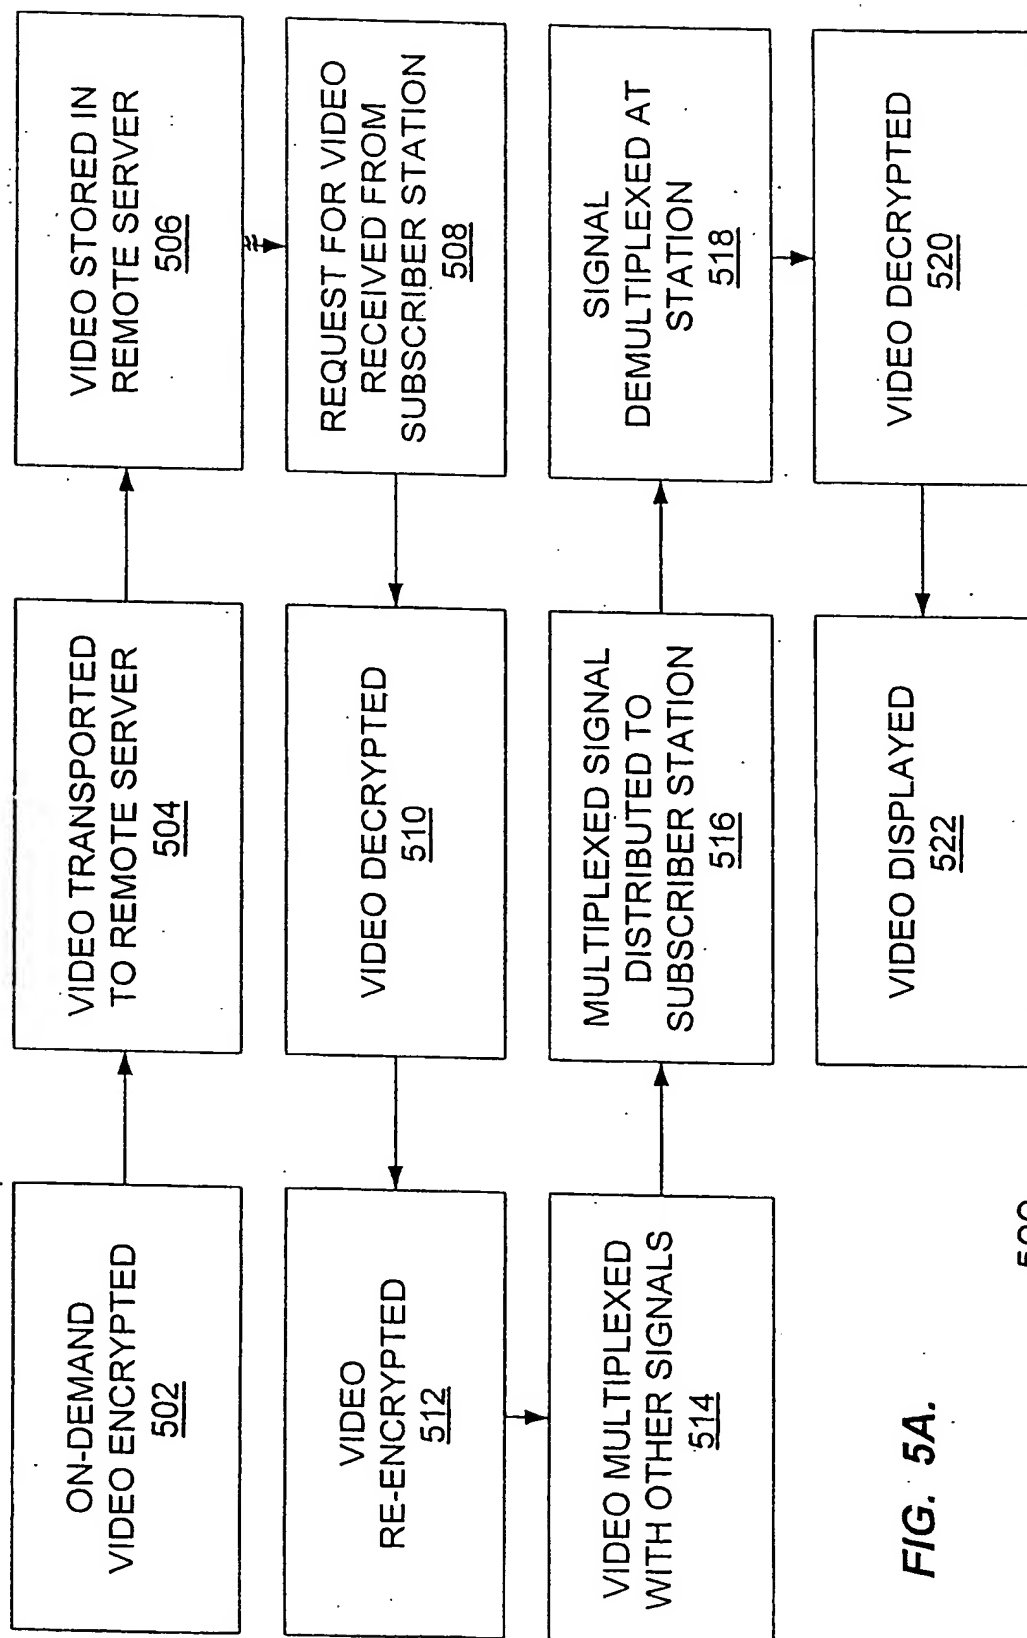 ON-DEMAND
VIDEO ENCRYPTED
502
VIDEO TRANSPORTED
TO REMOTE SERVER
504
VIDEO STORED IN
REMOTE SERVER
506
VIDEO
RE-ENCRYPTED
512
VIDEO DECRYPTED
510
REQUEST FOR VIDEO
RECEIVED FROM
SUBSCRIBER STATION
508
VIDEO MULTIPLEXED
WITH OTHER SIGNALS
514
MULTIPLEXED SIGNAL
DISTRIBUTED TO
SUBSCRIBER STATION
516
SIGNAL
DEMULTIPLEXED AT
STATION
518
VIDEO DISPLAYED
522
VIDEO DECRYPTED
520
FIG. 5A.